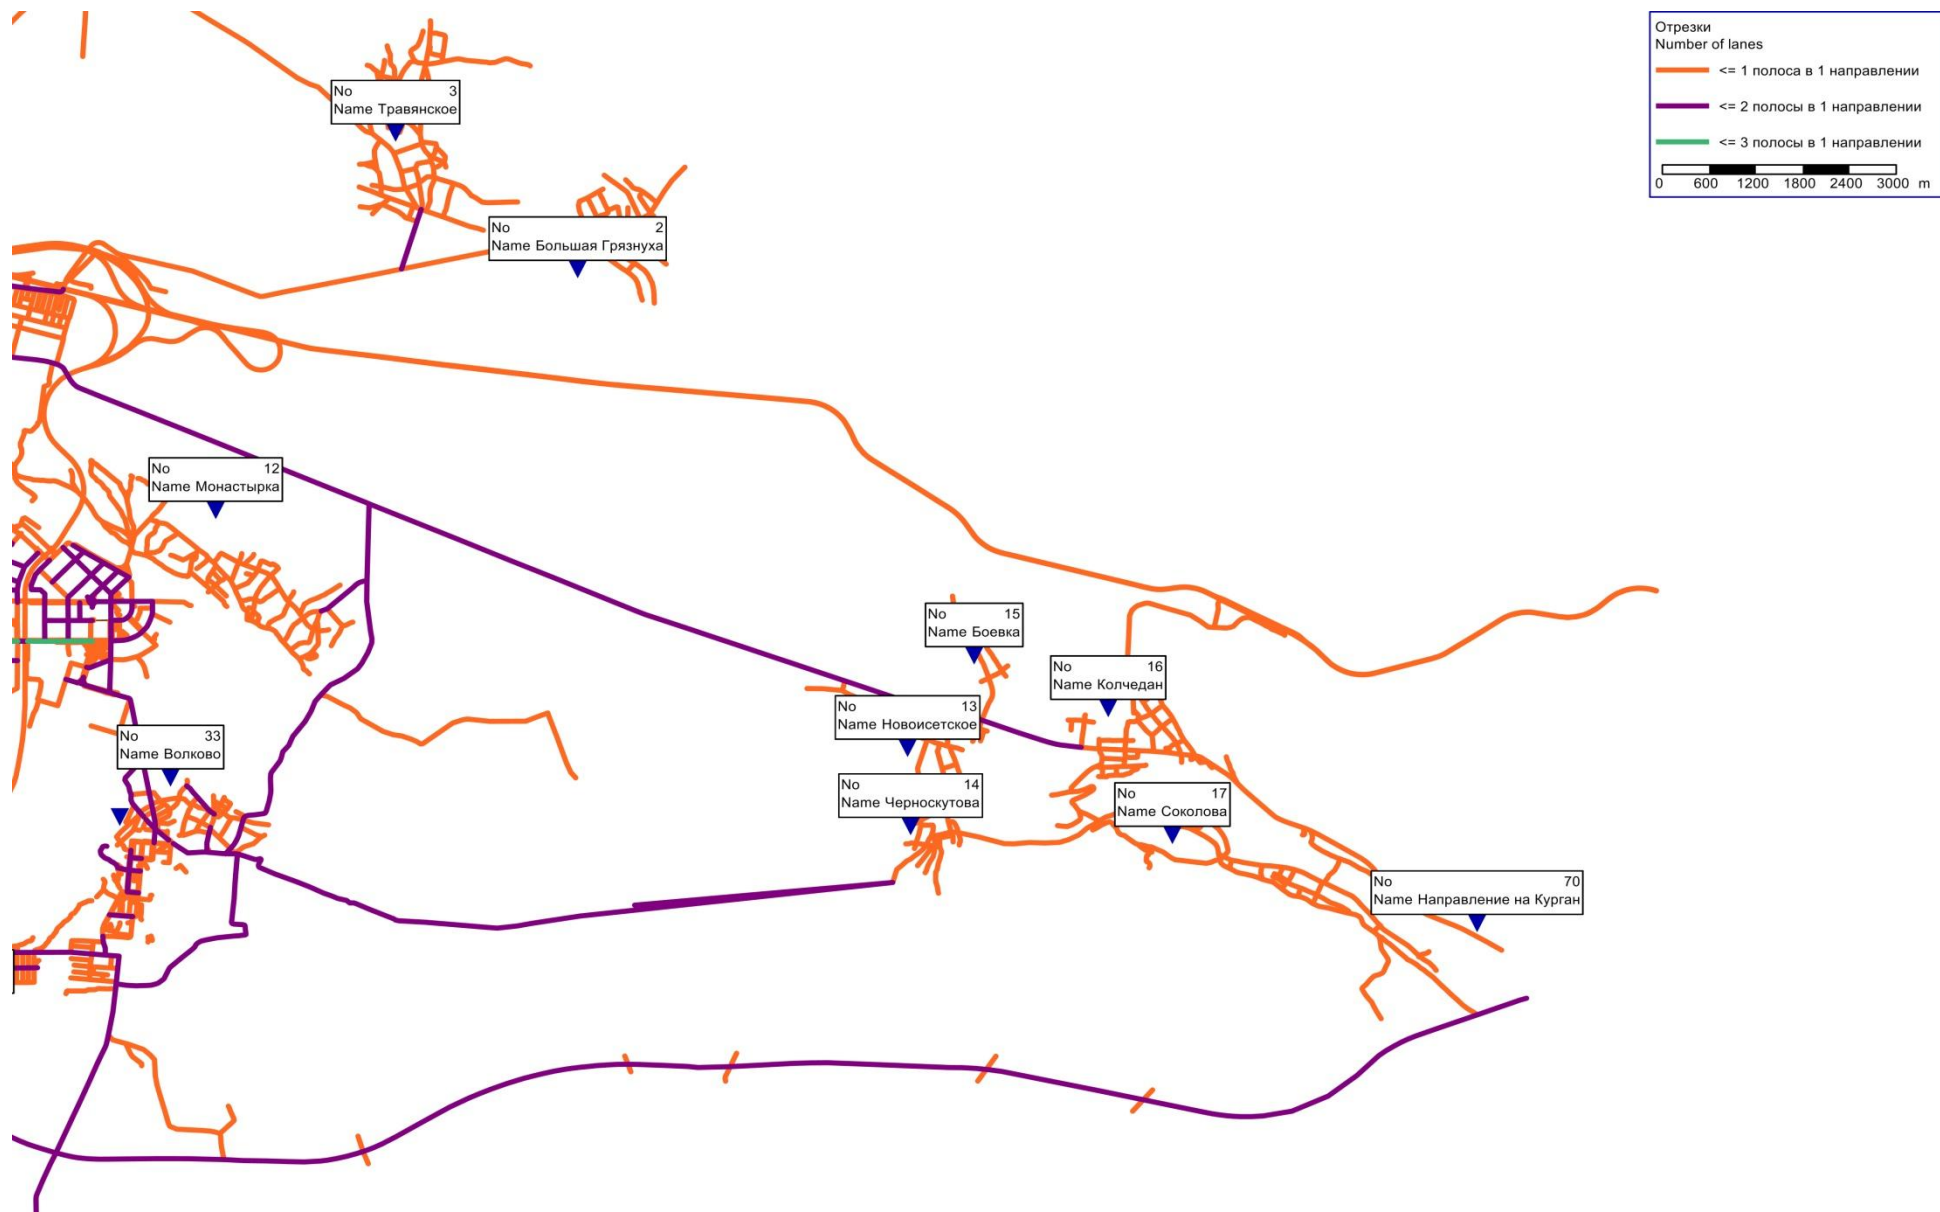 Отрезки
Number of lanes
<= 1 полоса в 1 направлении
<= 2 полосы в 1 направлении
<= 3 полосы в 1 направлении
0 600 1200 1800 2400 3000 m
No 3
Name Травянское
No 2
Name Большая Грязнуха
No 12
Name Монастырка
No 15
Name Боевка
No 16
Name Колчедан
No 13
Name Новоисетское
No 33
Name Волково
No 14
Name Черноскутова
No 17
Name Соколова
No 70
Name Направление на Курган